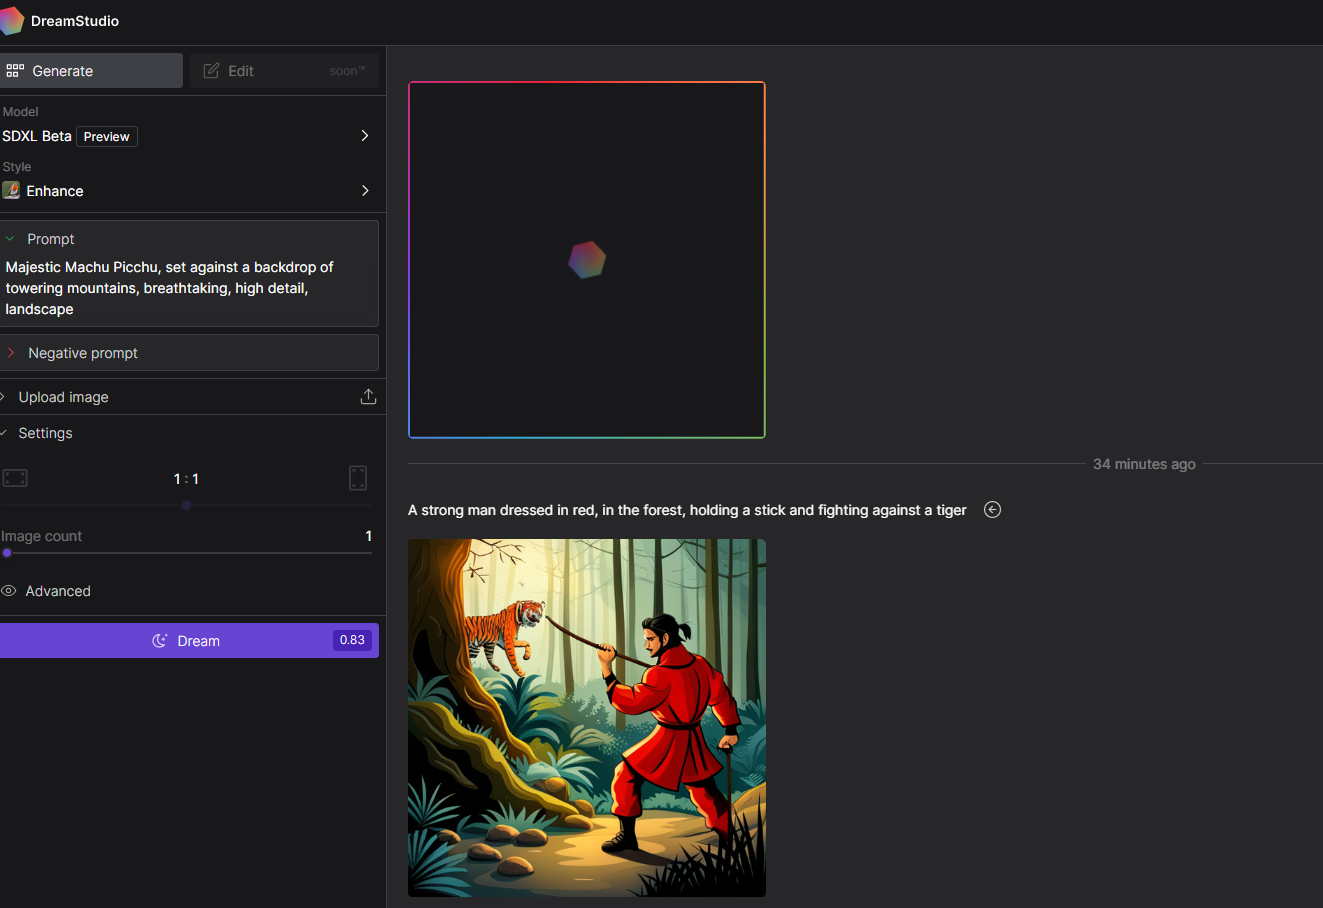 DreamStudio
Generate
Edit
soon™
Model
SDXL Beta Preview
Style
Enhance
Prompt
Majestic Machu Picchu, set against a backdrop of
towering mountains, breathtaking, high detail,
landscape
Negative prompt
Upload image
Settings
1 : 1
Image count 1
Advanced
Dream 0.83
34 minutes ago
A strong man dressed in red, in the forest, holding a stick and fighting against a tiger